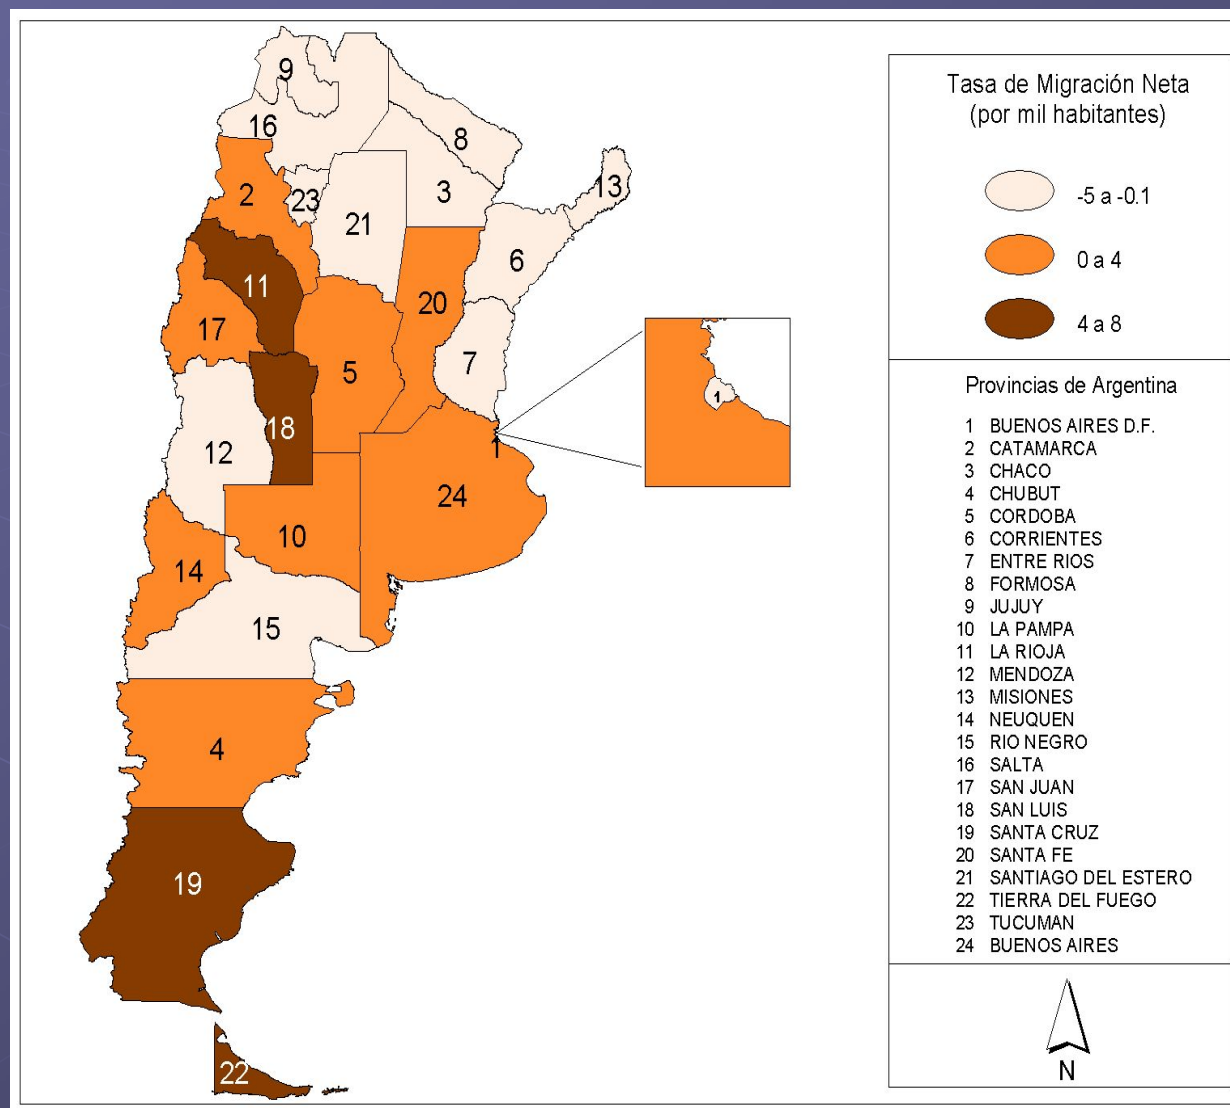 9
16
8
13
2
23
3
21
6
11
20
17
7
5
18
1
12
1
24
10
14
15
4
19
22
Tasa de Migración Neta
(por mil habitantes)
-5 a -0.1
0 a 4
4 a 8
Provincias de Argentina
1 BUENOS AIRES D.F.
2 CATAMARCA
3 CHACO
4 CHUBUT
5 CORDOBA
6 CORRIENTES
7 ENTRE RIOS
8 FORMOSA
9 JUJUY
10 LA PAMPA
11 LA RIOJA
12 MENDOZA
13 MISIONES
14 NEUQUEN
15 RIO NEGRO
16 SALTA
17 SAN JUAN
18 SAN LUIS
19 SANTA CRUZ
20 SANTA FE
21 SANTIAGO DEL ESTERO
22 TIERRA DEL FUEGO
23 TUCUMAN
24 BUENOS AIRES
N